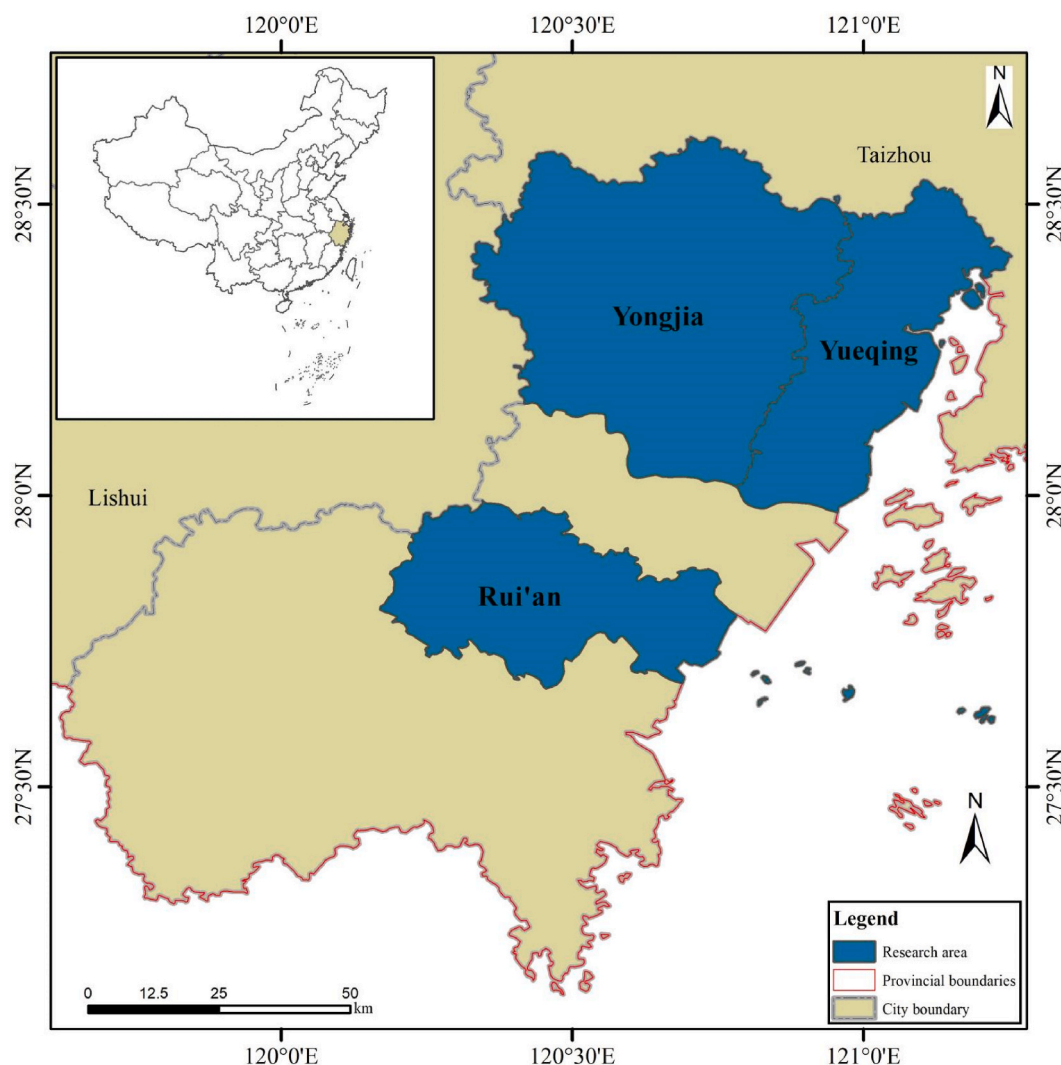 120°0'E 120°30'E 121°0'E
N
Taizhou
28°30'N 28°30'N
Yongjia
Yueqing
Lishui
28°0'N 28°0'N
Rui'an
27°30'N 27°30'N
N
Legend
Research area
Provincial boundaries
City boundary
0 12.5 25 50
km
120°0'E 120°30'E 121°0'E